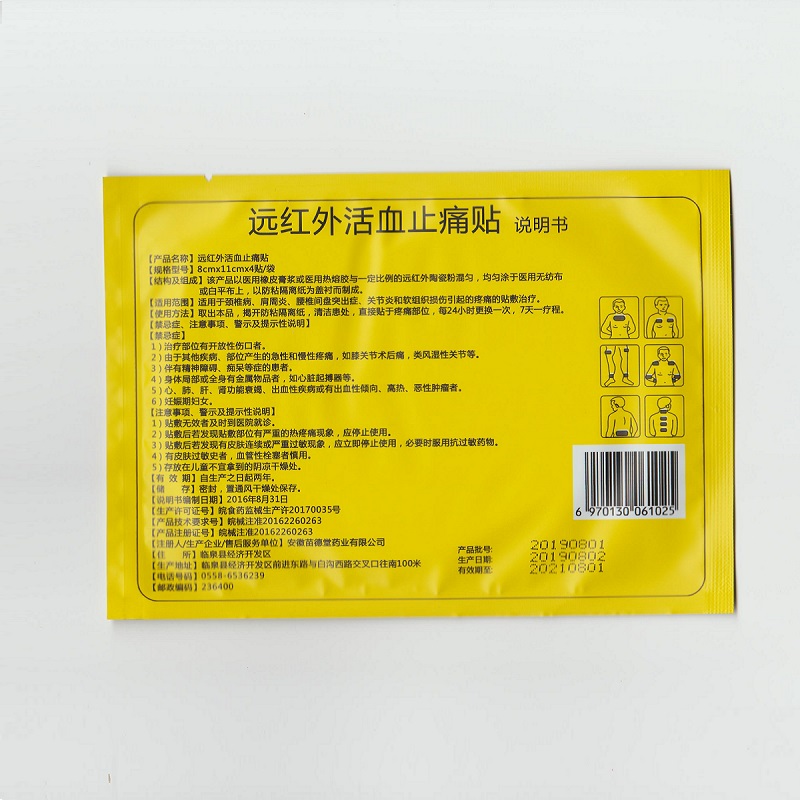 远红外活血止痛贴 说明书
【产品名称】远红外活血止痛贴
【规格型号】8cmx11cmx4贴/袋
【结构及组成】该产品以医用橡皮膏浆或医用热熔胶与一定比例的远红外陶瓷粉混匀，均匀涂于医用无纺布
或白平布上，以防粘隔离纸为盖衬而制成。
【适用范围】适用于颈椎病、肩周炎、腰椎间盘突出症、关节炎和软组织损伤引起的疼痛的贴敷治疗。
【使用方法】取出本品，揭开防粘隔离纸，清洁患处，直接贴于疼痛部位，每24小时更换一次，7天一疗程。
【禁忌症、注意事项、警示及提示性说明】
【禁忌症】
1）治疗部位有开放性伤口者。
2）由于其他疾病、部位产生的急性和慢性疼痛，如膝关节术后痛，类风湿性关节等。
3）伴有精神障碍、痴呆等症的患者。
4）身体局部或全身有金属物品者，如心脏起搏器等。
5）心、肺、肝、肾功能衰竭、出血性疾病或有出血性倾向、高热、恶性肿瘤者。
6）妊娠期妇女。
【注意事项、警示及提示性说明】
1）贴敷无效者及时到医院就诊。
2）贴敷后若发现贴敷部位有严重的热疼痛现象，应停止使用。
3）贴敷后若发现有皮肤连续或严重过敏现象，应立即停止使用，必要时服用抗过敏药物。
4）有皮肤过敏史者，血管性栓塞者慎用。
5）存放在儿童不宜拿到的阴凉干燥处。
【有 效 期】自生产之日起两年。
【储 存】密封，置通风干燥处保存。
【说明书编制日期】2016年8月31日
【生产许可证号】皖食药监械生产许20170035号
【产品技术要求号】皖械注准20162260263
【产品注册证号】皖械注准20162260263
【注册人/生产企业/售后服务单位】安徽苗德堂药业有限公司
【住 所】临泉县经济开发区
【生产地址】临泉县经济开发区前进东路与白沟西路交叉口往南100米
【电话号码】0558-6536239
【邮政编码】236400
6 970130 061025
产品批号: 20190801
生产日期: 20190802
有效期至: 20210801